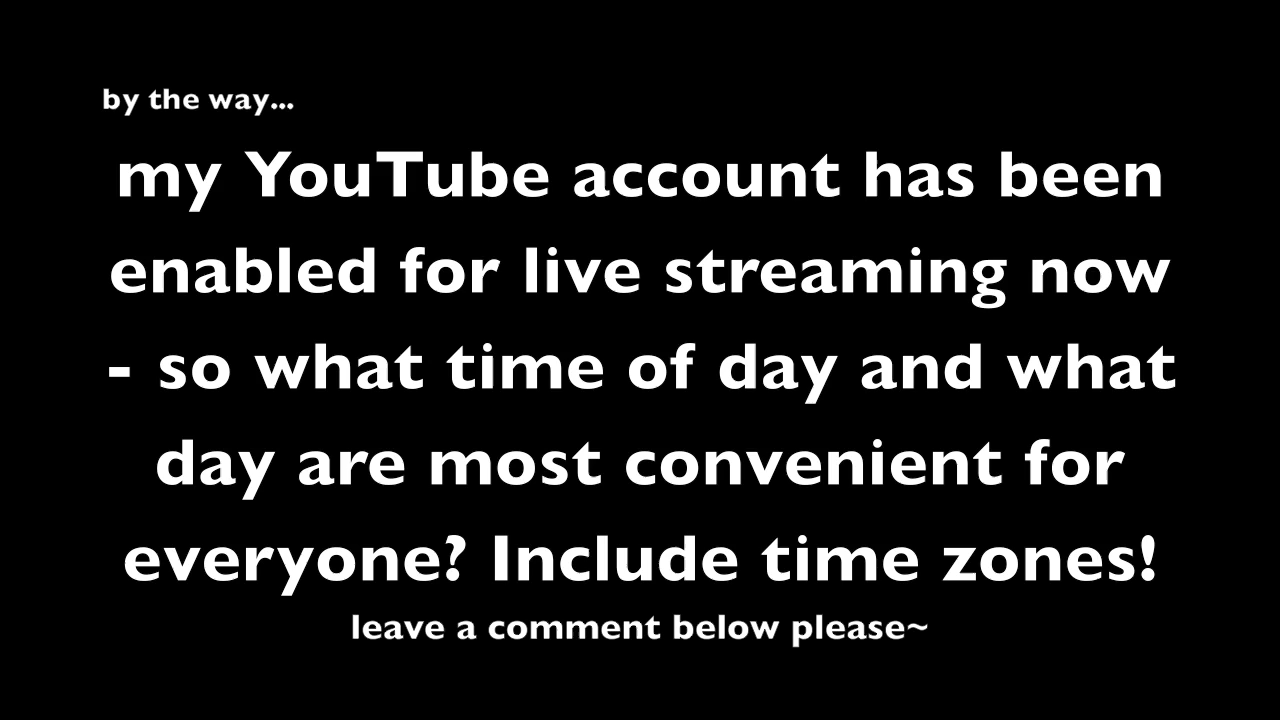 by the way...
my YouTube account has been
enabled for live streaming now
- so what time of day and what
day are most convenient for
everyone? Include time zones!
leave a comment below please~